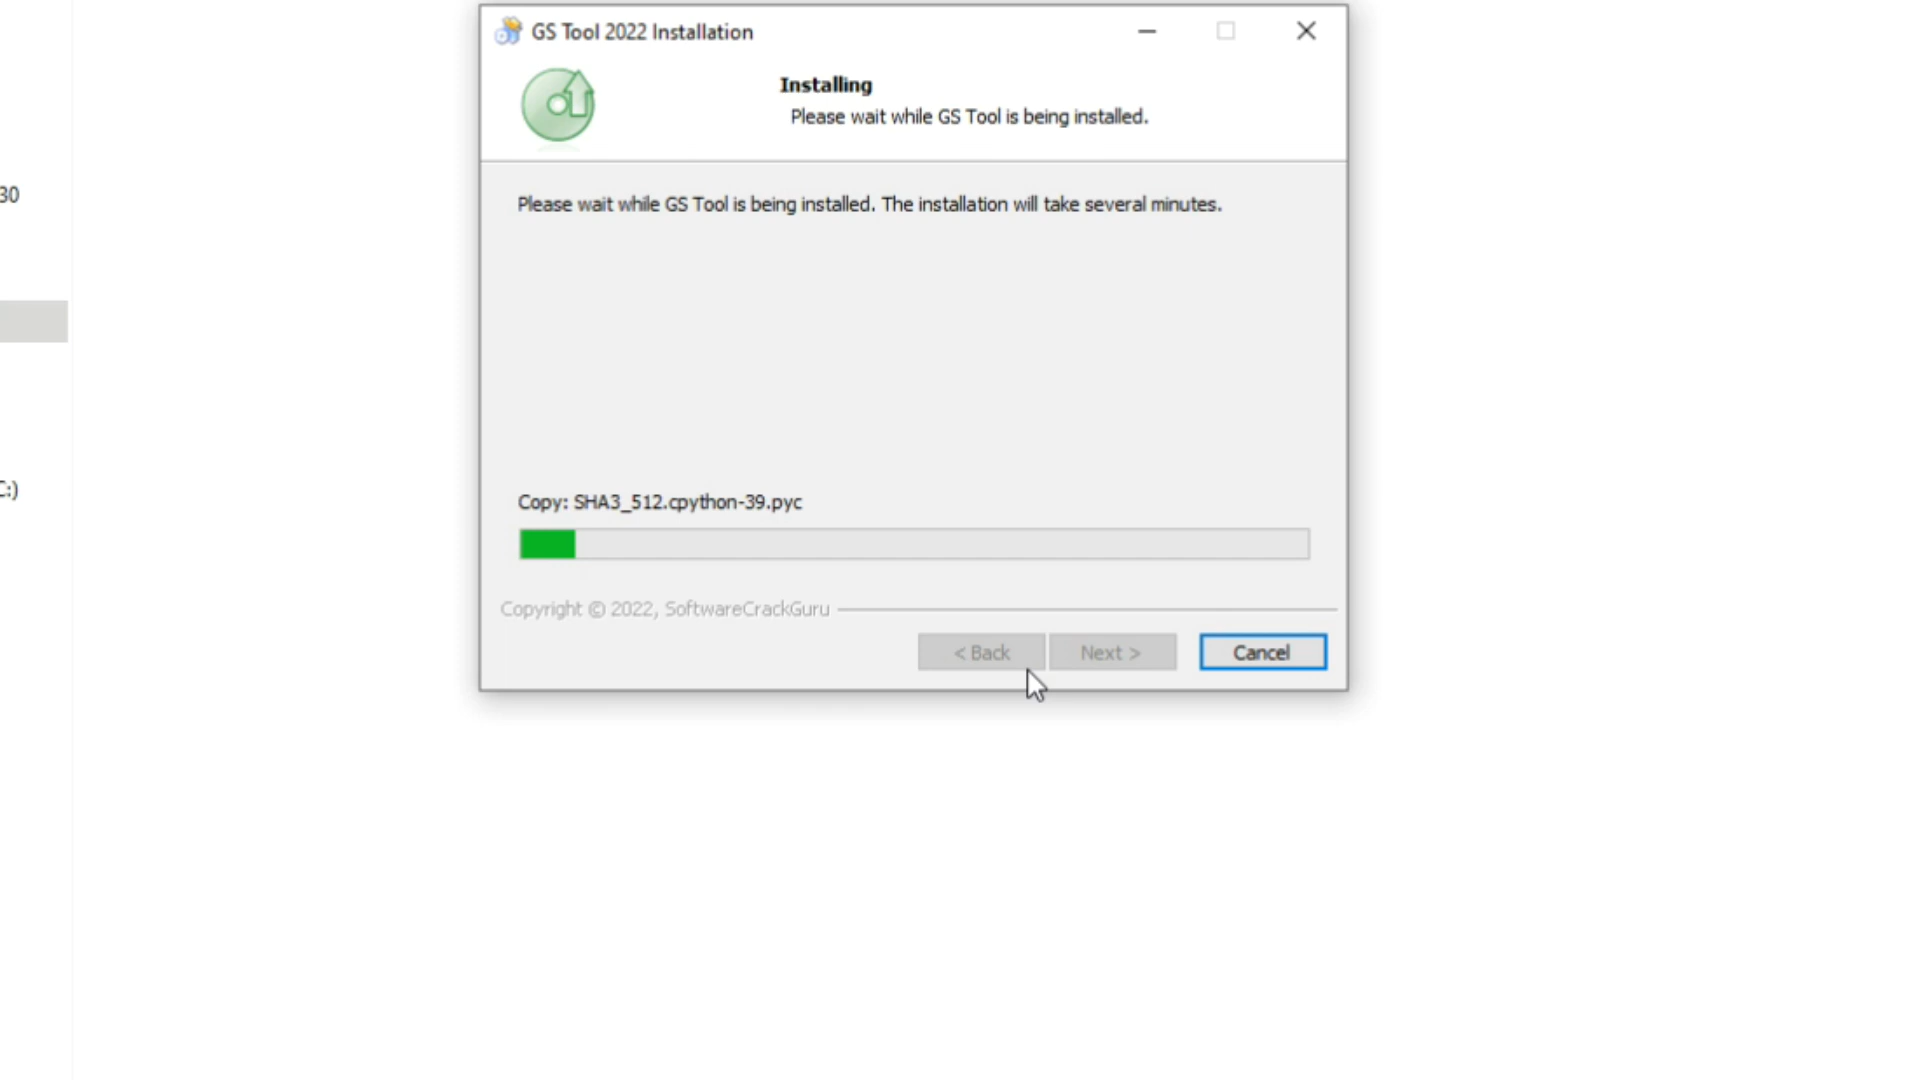 GS Tool 2022 Installation
Installing
Please wait while GS Tool is being installed.
30
Please wait while GS Tool is being installed. The installation will take several minutes.
C:)
Copy: SHA3_512.cpython-39.pyc
Copyright © 2022, SoftwareCrackGuru
< Back
Next >
Cancel